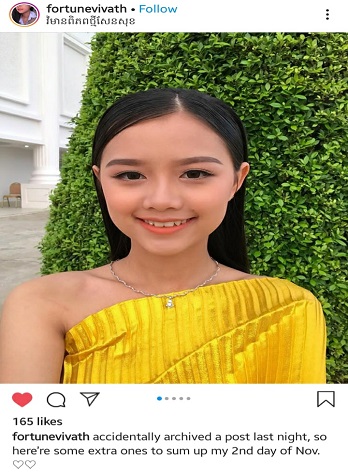 fortunevivath • Follow
វិមានពិភពថ្មីសែនសុខ
165 likes
fortunevivath accidentally archived a post last night, so
here're some extra ones to sum up my 2nd day of Nov.
♡♡